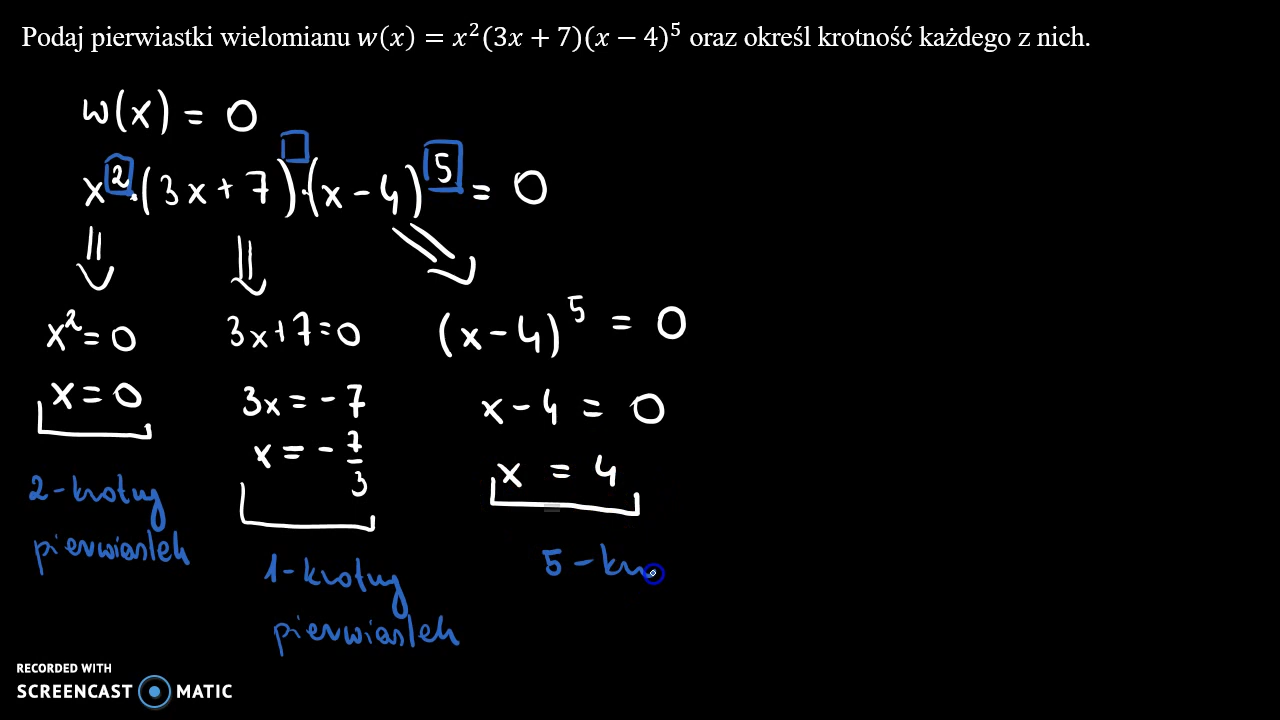 Podaj pierwiastki wielomianu w(x) = x²(3x + 7)(x − 4)⁵ oraz określ krotność każdego z nich.
w(x) = 0
x²·(3x+7)·(x−4)⁵ = 0
x²=0
x=0
2-krotny
pierwiastek
3x+7=0
3x=-7
x=-7/3
1-krotny
pierwiastek
(x-4)⁵ = 0
x-4 = 0
x = 4
5-kro
RECORDED WITH
SCREENCAST MATIC